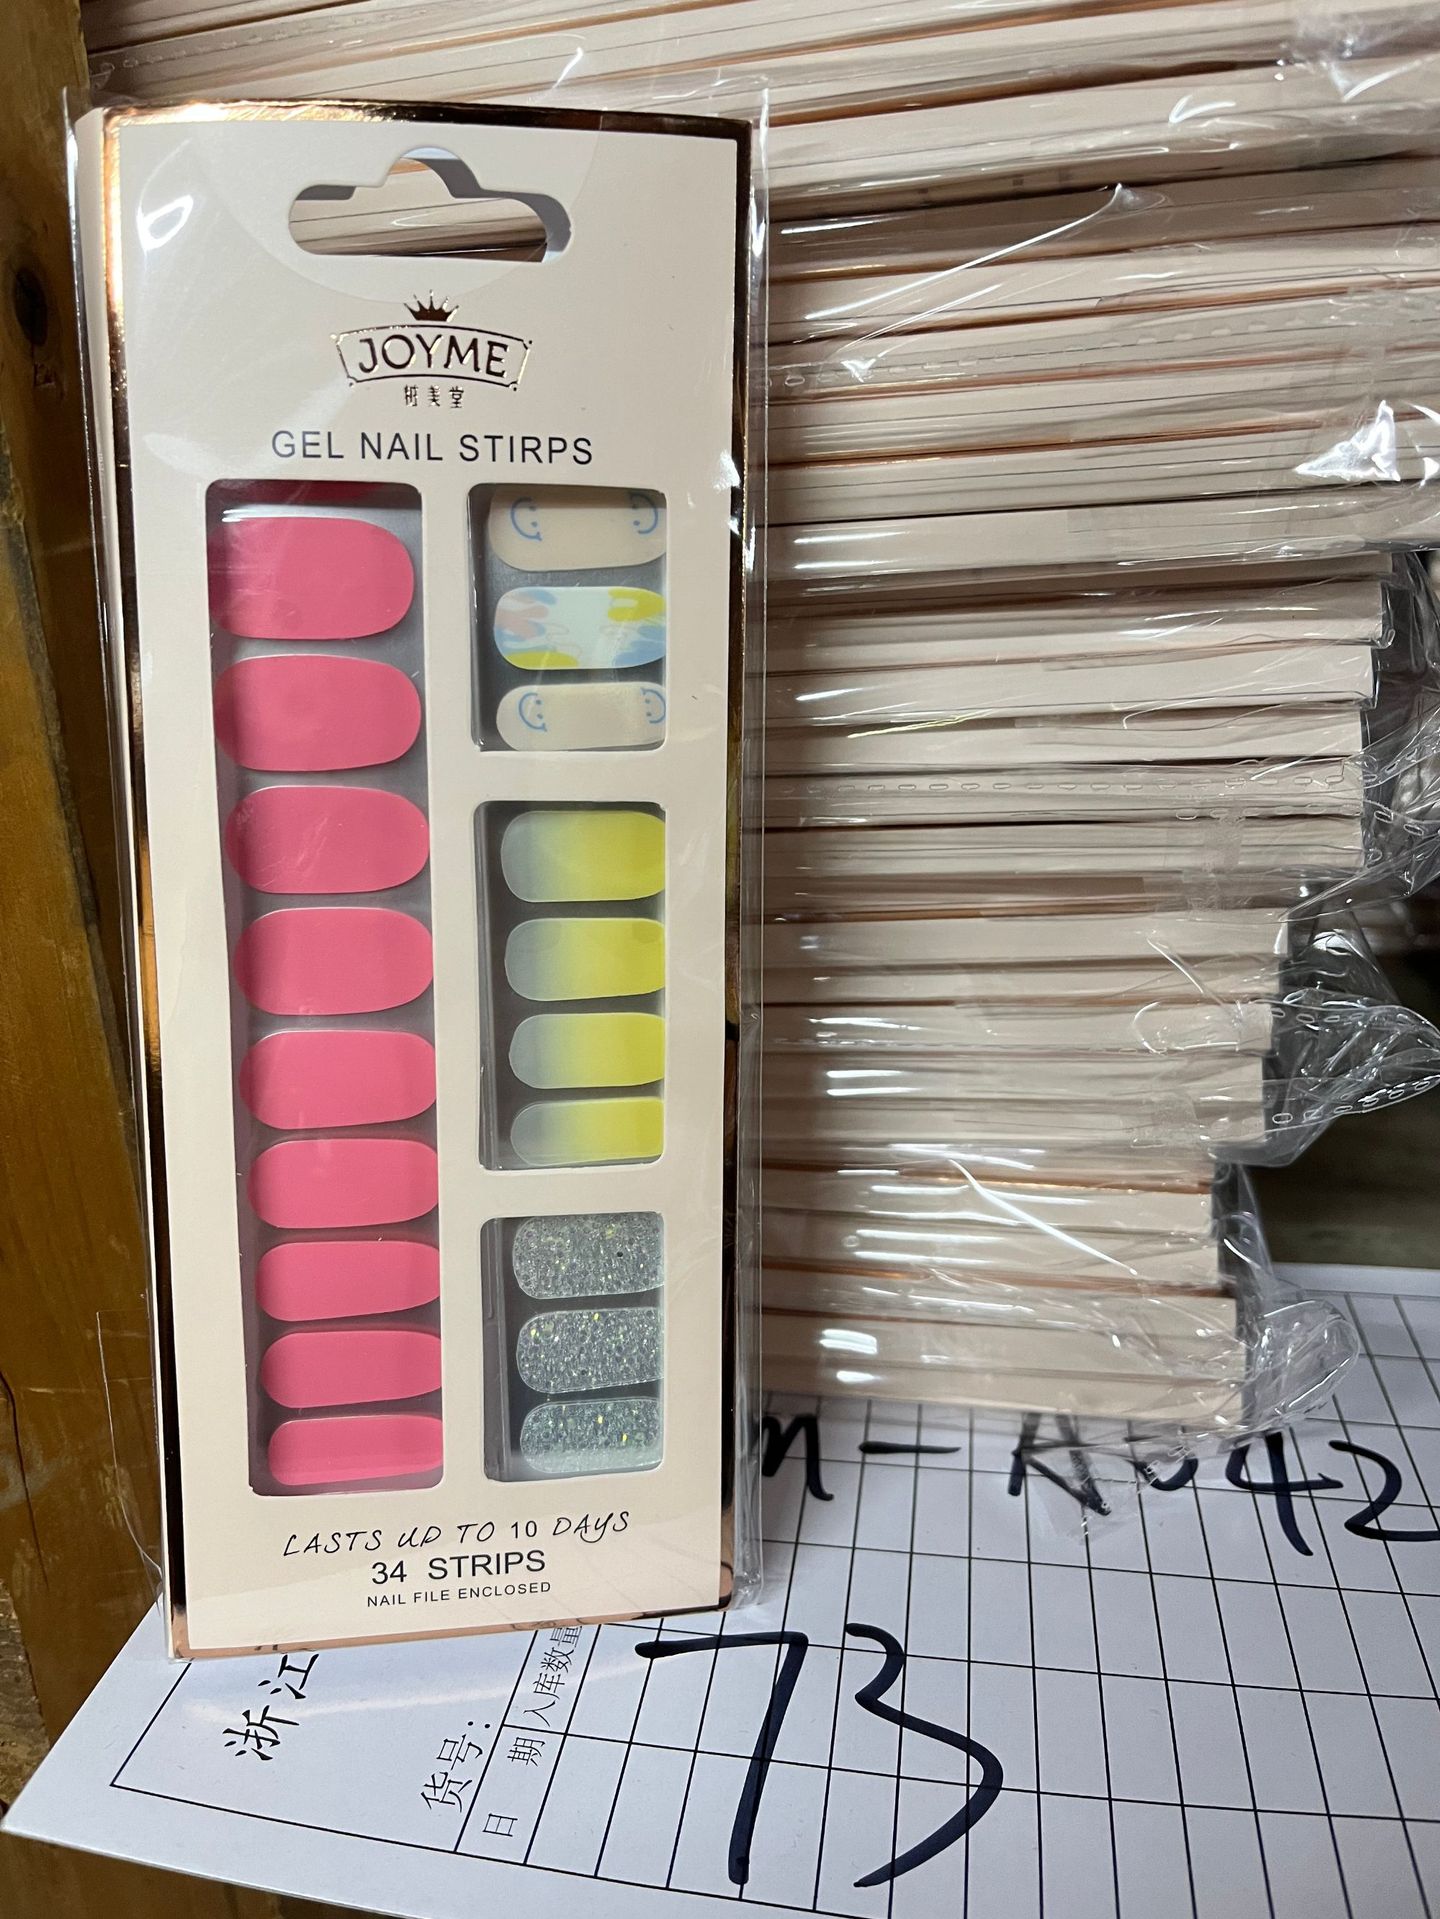 JOYME
GEL NAIL STIRPS
LASTS UP TO 10 DAYS
34 STRIPS
NAIL FILE ENCLOSED
浙江
货号:
日期
入库数量
73